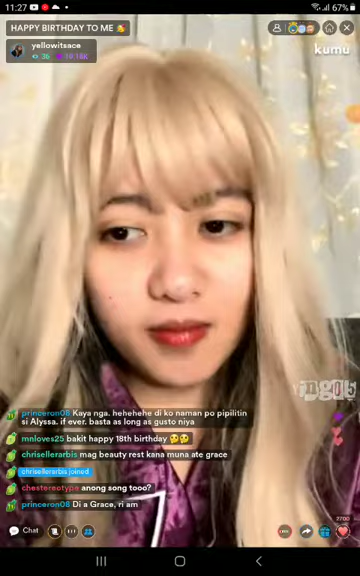 11:27
67%
HAPPY BIRTHDAY TO ME
yellowitsace
36
kumu
princeron08 Kaya nga. hehehehe di ko naman po pipilitin
si Alyssa. if ever. basta as long as gusto niya
mnloves25 bakit happy 18th birthday
chrisellerarbis mag beauty rest kana muna ate grace
chrisellerarbis joined
chestereotype anong song tooo?
princeron08 Di a Grace, ri am
2700
Chat